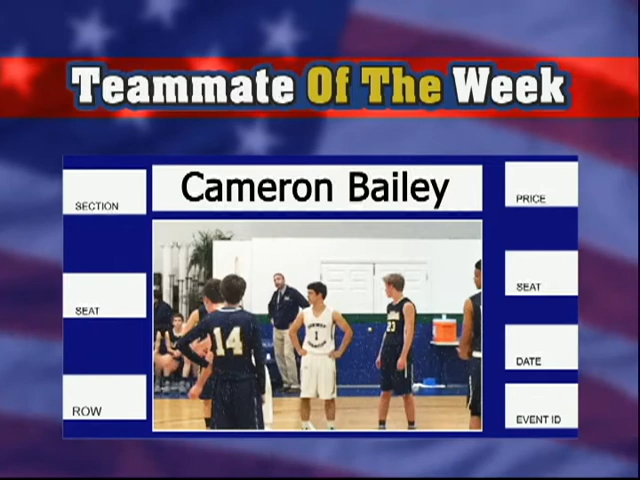 Teammate Of The Week
Cameron Bailey
SECTION
PRICE
SEAT
SEAT
ROW
DATE
EVENT ID
14
1
23